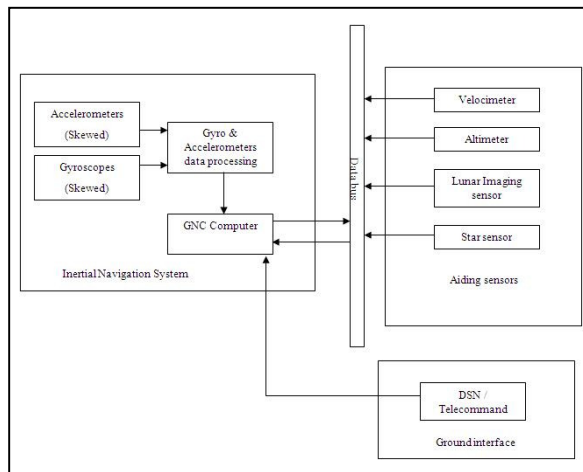 Accelerometers
(Skewed)
Gyroscopes
(Skewed)
Gyro &
Accelerometers
data processing
GNC Computer
Inertial Navigation System
Data bus
Velocimeter
Altimeter
Lunar Imaging
sensor
Star sensor
Aiding sensors
DSN /
Telecommand
Ground interface